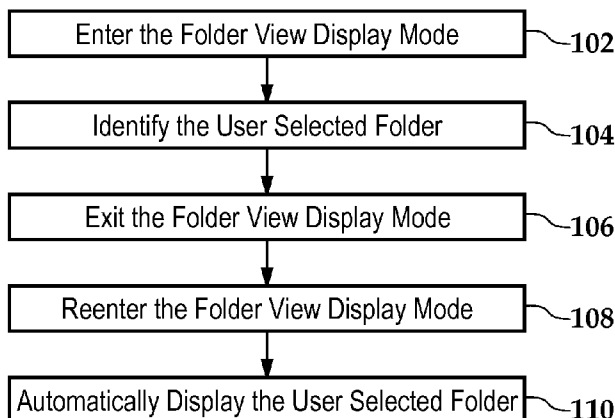 Enter the Folder View Display Mode 102
Identify the User Selected Folder 104
Exit the Folder View Display Mode 106
Reenter the Folder View Display Mode 108
Automatically Display the User Selected Folder 110